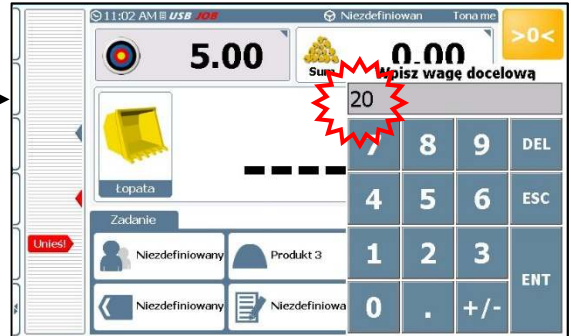 11:02 AM USB JOB Niezdefiniowan Tona me
5.00
Sum
0.00
>0<
Wpisz wagę docelową
20
Łopata
----
7 8 9 DEL
4 5 6 ESC
1 2 3 ENT
0 . +/-
Zadanie
Unieś!
Niezdefiniowany Produkt 3
Niezdefiniowany Niezdefiniowa